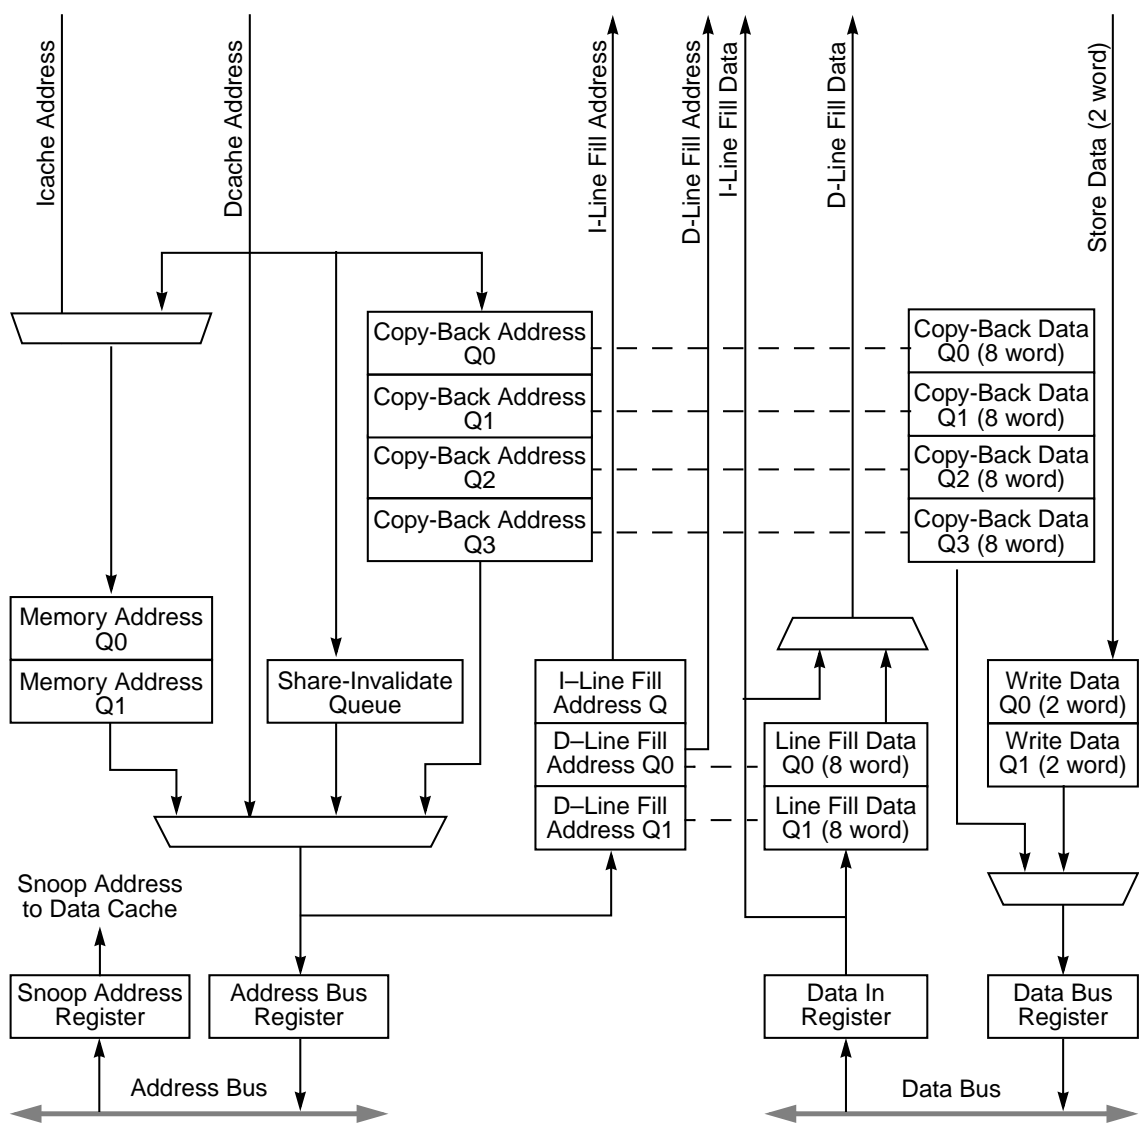 Icache Address
Dcache Address
I-Line Fill Address
D-Line Fill Address
I-Line Fill Data
D-Line Fill Data
Store Data (2 word)
Copy-Back Address
Q0
Copy-Back Address
Q1
Copy-Back Address
Q2
Copy-Back Address
Q3
Copy-Back Data
Q0 (8 word)
Copy-Back Data
Q1 (8 word)
Copy-Back Data
Q2 (8 word)
Copy-Back Data
Q3 (8 word)
Memory Address
Q0
Memory Address
Q1
Share-Invalidate
Queue
I–Line Fill
Address Q
D–Line Fill
Address Q0
D–Line Fill
Address Q1
Line Fill Data
Q0 (8 word)
Line Fill Data
Q1 (8 word)
Write Data
Q0 (2 word)
Write Data
Q1 (2 word)
Snoop Address
to Data Cache
Snoop Address
Register
Address Bus
Register
Data In
Register
Data Bus
Register
Address Bus
Data Bus